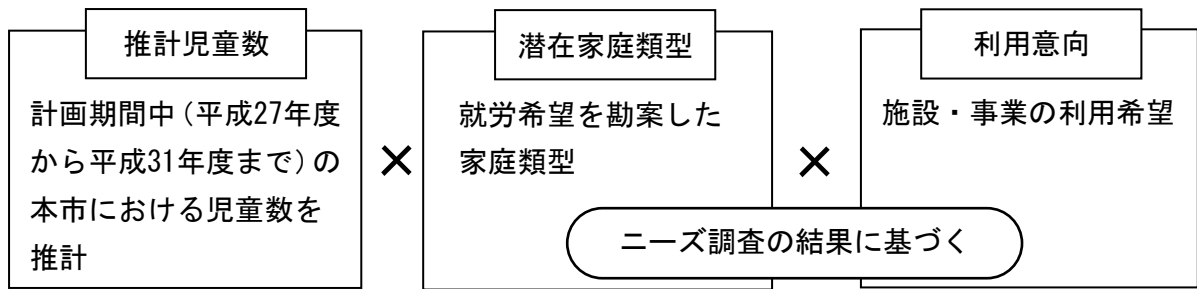 推計児童数
計画期間中（平成27年度
から平成31年度まで）の
本市における児童数を
推計
×
潜在家庭類型
就労希望を勘案した
家庭類型
×
利用意向
施設・事業の利用希望
ニーズ調査の結果に基づく